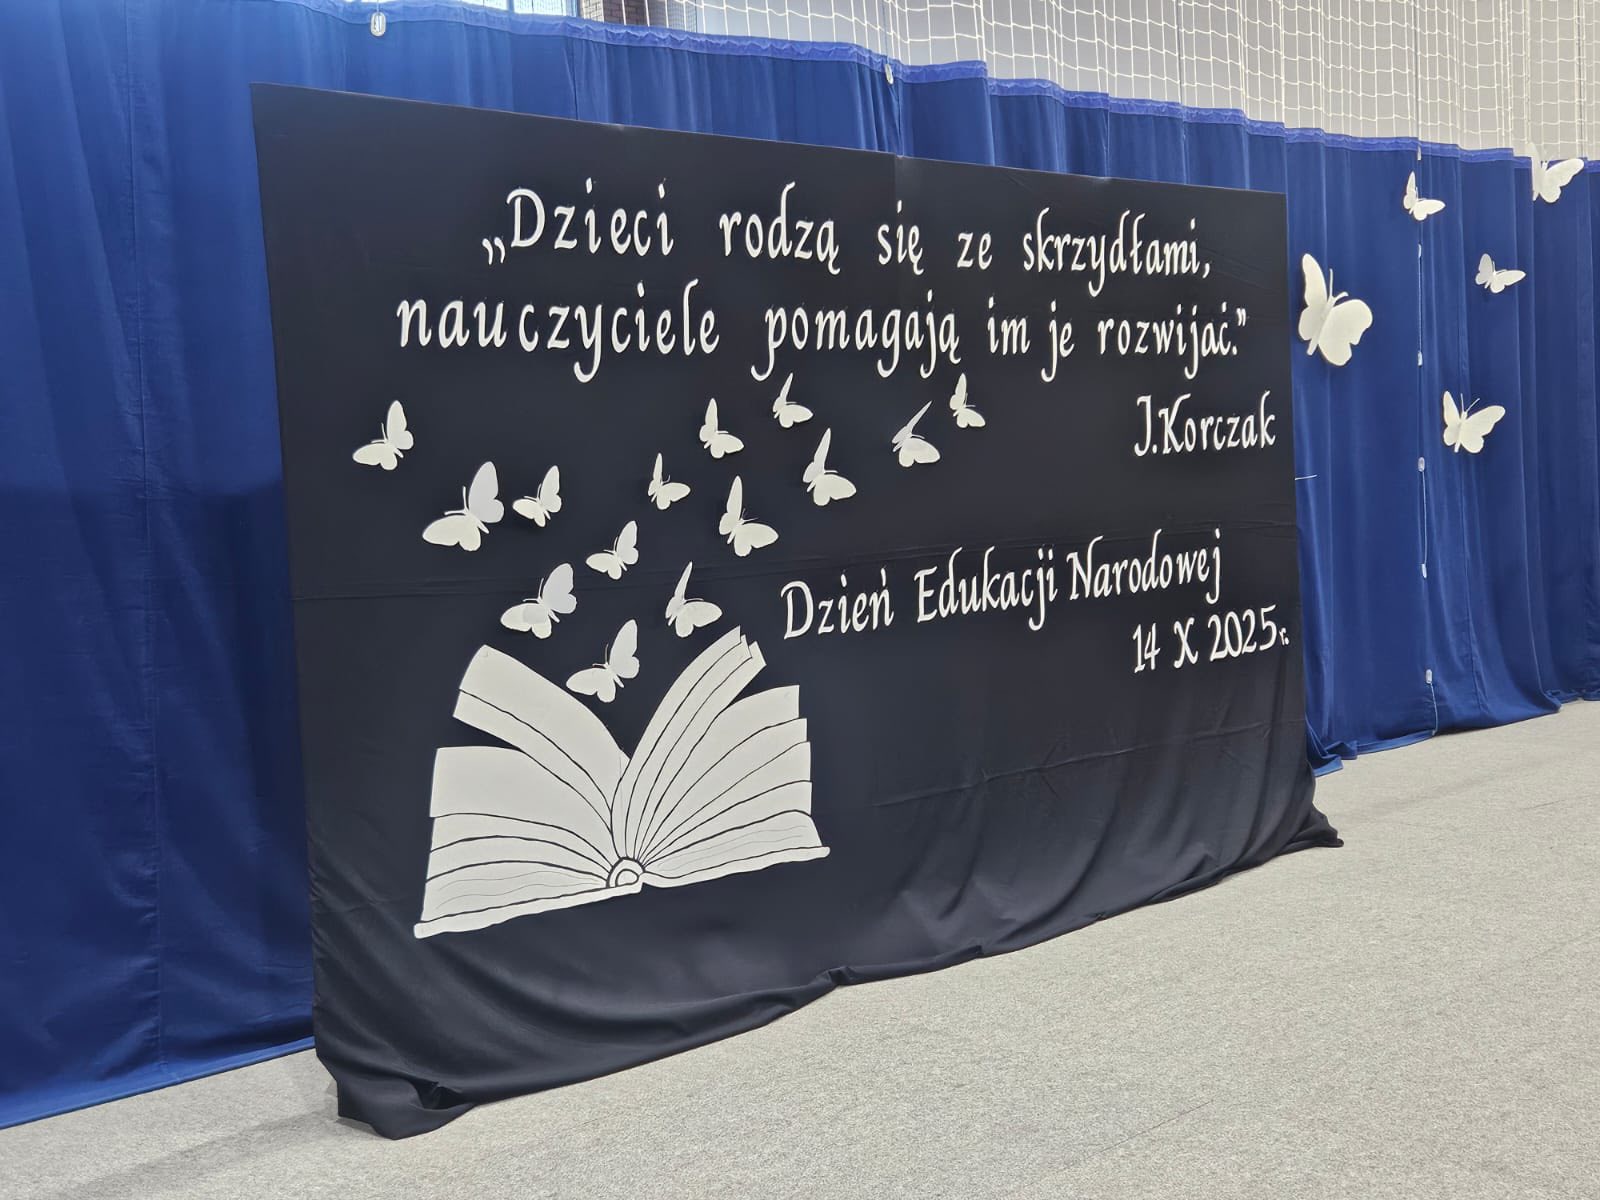 „Dzieci rodzą się ze skrzydłami,
nauczyciele pomagają im je rozwijać."
J.Korczak
Dzień Edukacji Narodowej
14 X 2025r.